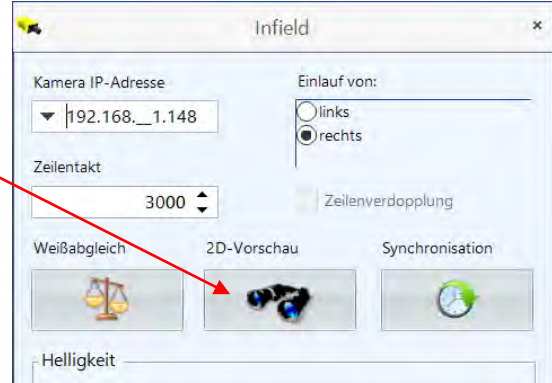 Infield
Kamera IP-Adresse
192.168.__1.148
Einlauf von:
links
rechts
Zeilentakt
3000
Zeilenverdopplung
Weißabgleich
2D-Vorschau
Synchronisation
Helligkeit